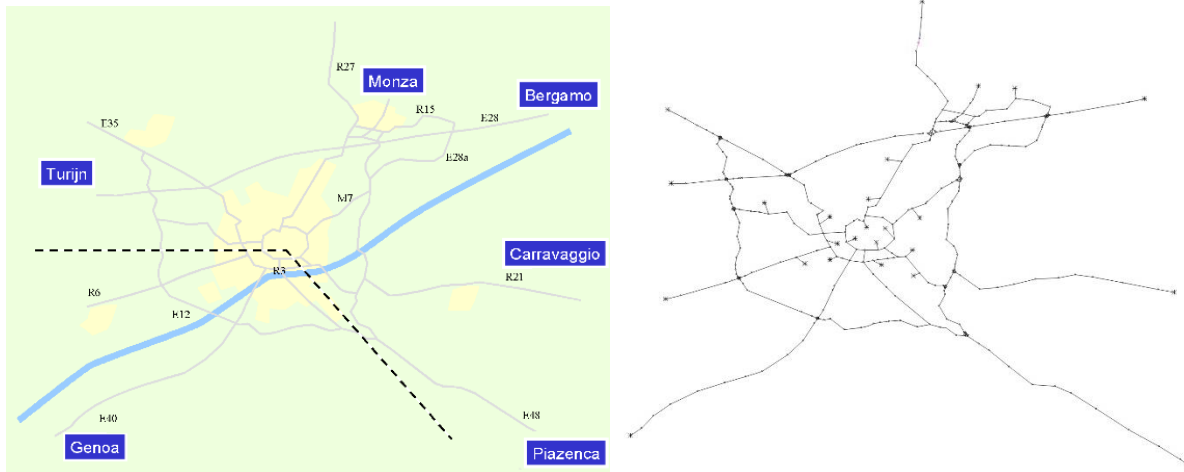 R27
Monza
Bergamo
R15
E28
E35
E28a
Turijn
M7
Carravaggio
R3
R21
R6
E12
E40
E48
Genoa
Piazenca